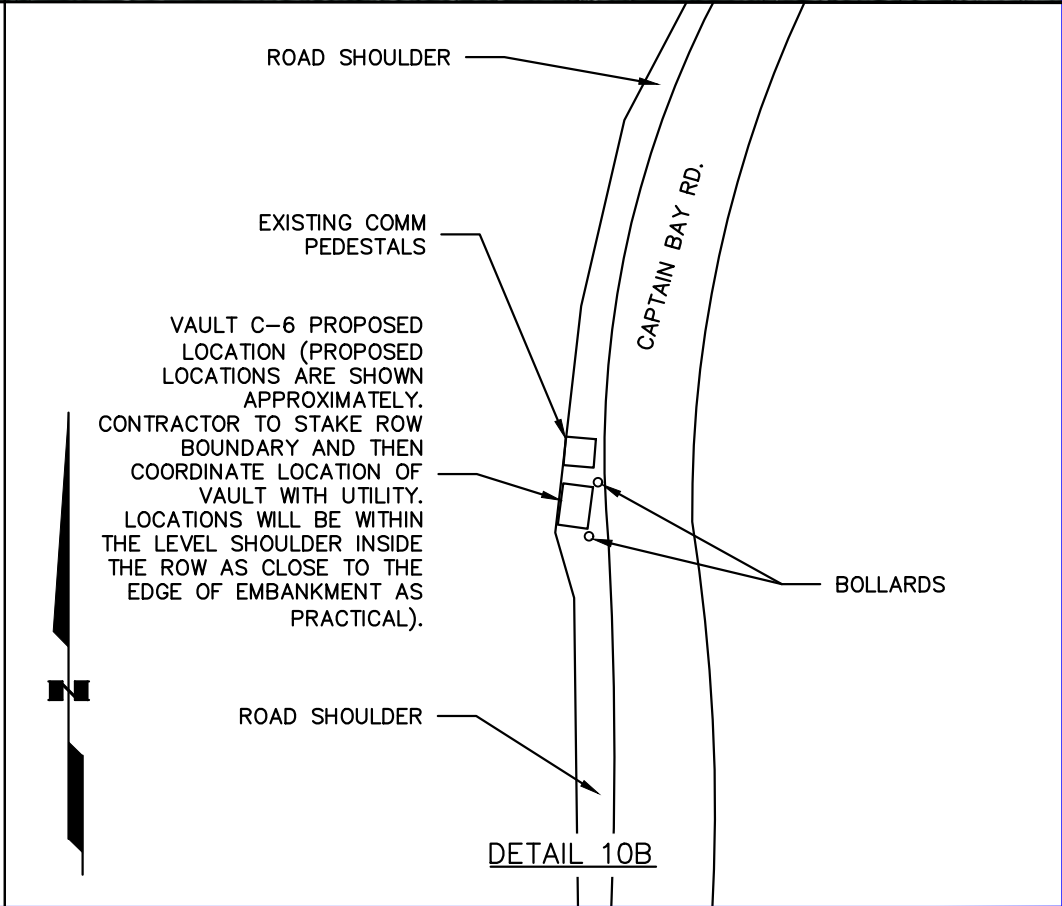 ROAD SHOULDER
CAPTAIN BAY RD.
EXISTING COMM
PEDESTALS
VAULT C-6 PROPOSED
LOCATION (PROPOSED
LOCATIONS ARE SHOWN
APPROXIMATELY.
CONTRACTOR TO STAKE ROW
BOUNDARY AND THEN
COORDINATE LOCATION OF
VAULT WITH UTILITY.
LOCATIONS WILL BE WITHIN
THE LEVEL SHOULDER INSIDE
THE ROW AS CLOSE TO THE
EDGE OF EMBANKMENT AS
PRACTICAL).
BOLLARDS
N
ROAD SHOULDER
DETAIL 10B